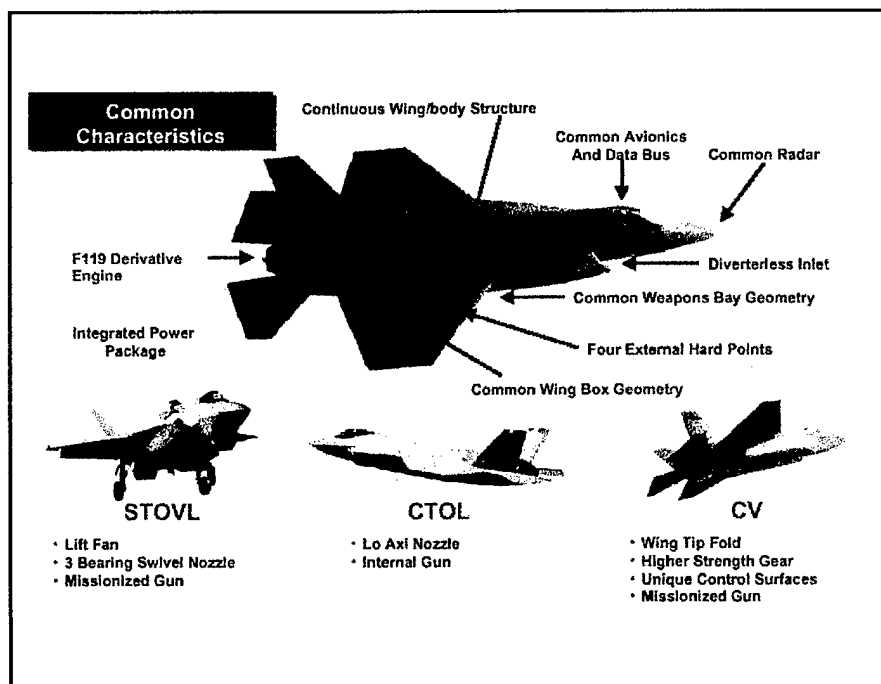 Common
Characteristics
Continuous Wing/body Structure
Common Avionics
And Data Bus
Common Radar
F119 Derivative
Engine
Diverterless Inlet
Common Weapons Bay Geometry
Integrated Power
Package
Four External Hard Points
Common Wing Box Geometry
STOVL
• Lift Fan
• 3 Bearing Swivel Nozzle
• Missionized Gun
CTOL
• Lo Axi Nozzle
• Internal Gun
CV
• Wing Tip Fold
• Higher Strength Gear
• Unique Control Surfaces
• Missionized Gun